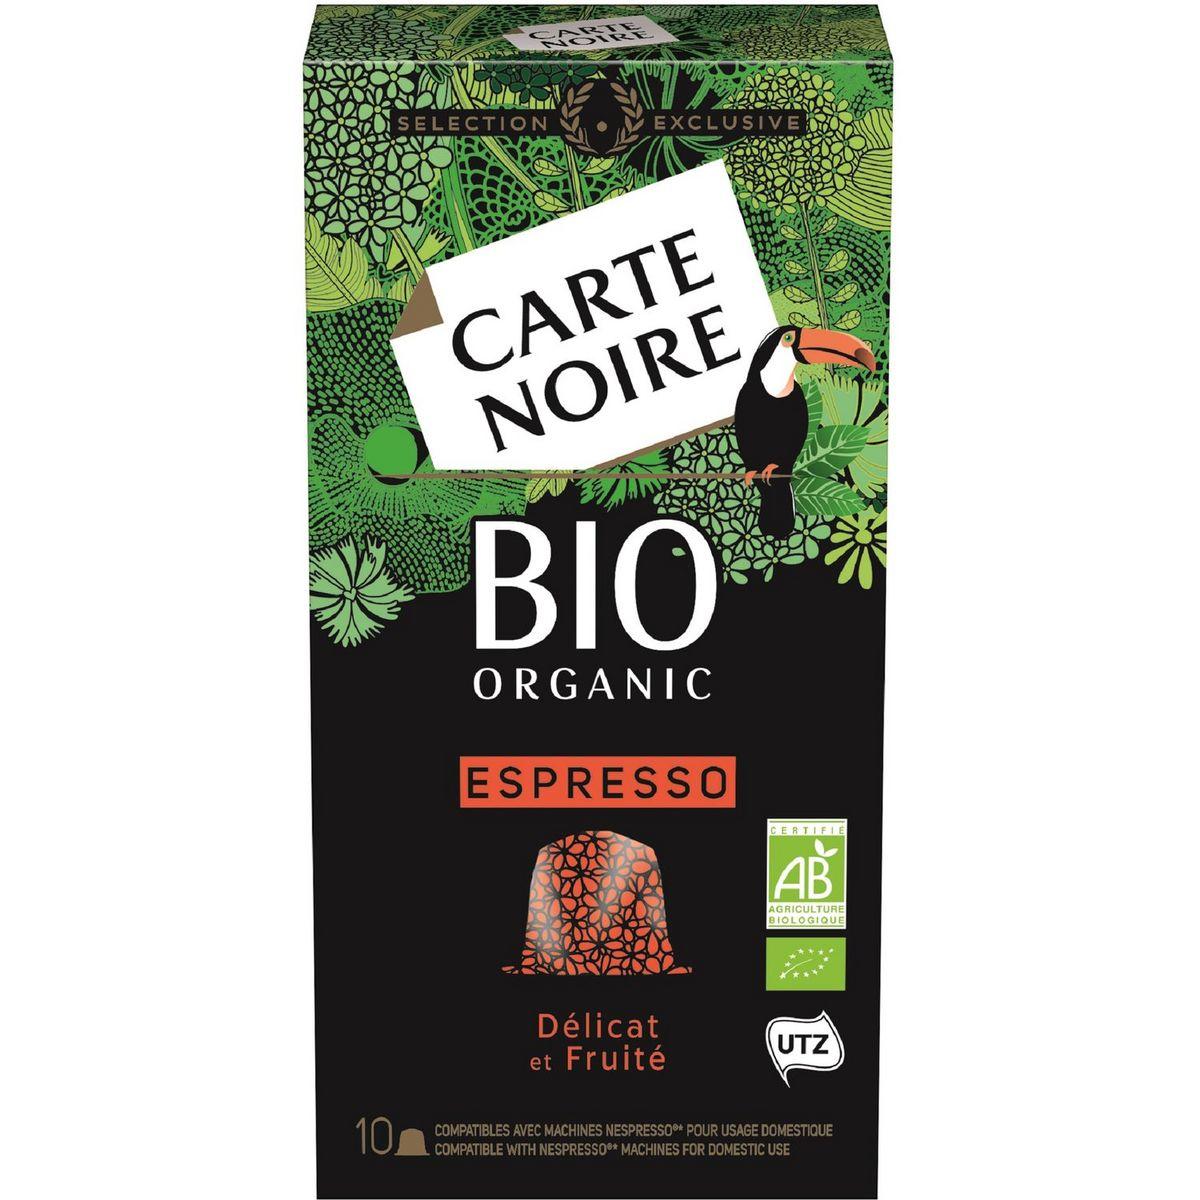 CARTE
NOIRE
SELECTION EXCLUSIVE
CARTE
NOIRE
BIO
ORGANIC
ESPRESSO
CERTIFIÉ
AB
AGRICULTURE
BIOLOGIQUE
UTZ
Délicat
et Fruité
10 COMPATIBLES AVEC MACHINES NESPRESSO®* POUR USAGE DOMESTIQUE
COMPATIBLE WITH NESPRESSO®* MACHINES FOR DOMESTIC USE